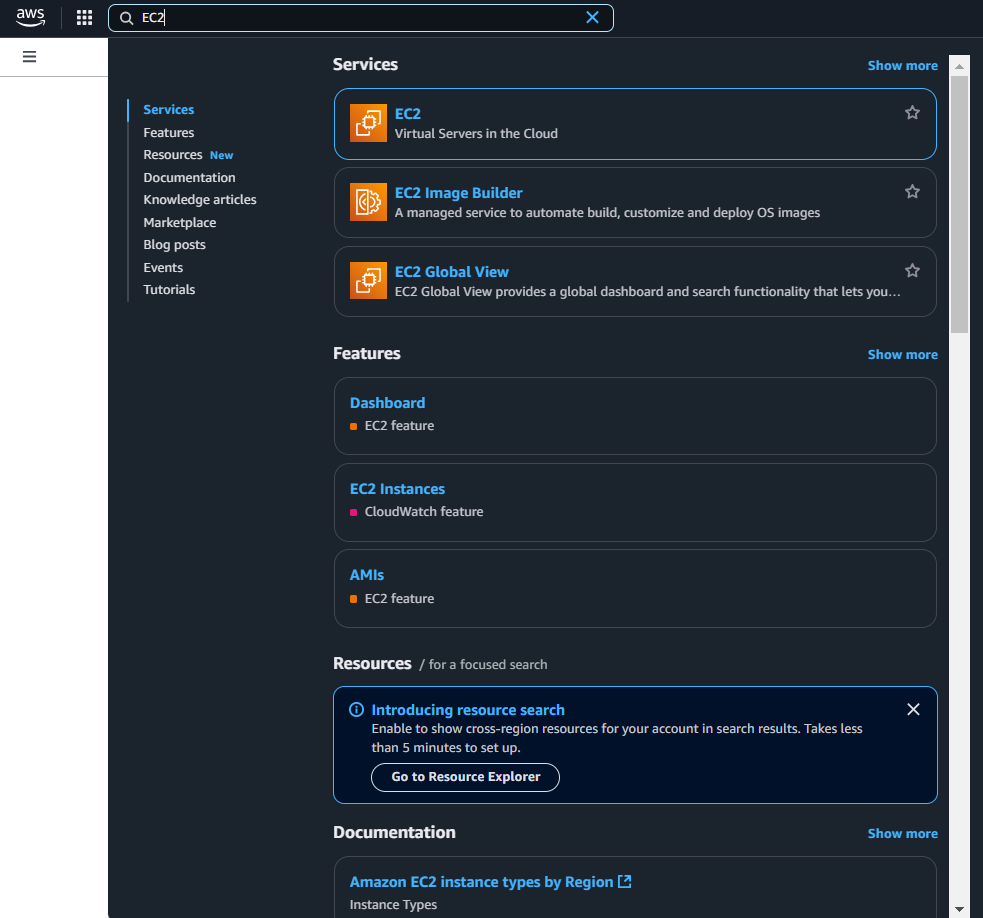 aws
EC2
Services
Features
Resources New
Documentation
Knowledge articles
Marketplace
Blog posts
Events
Tutorials
Services
Show more
EC2
Virtual Servers in the Cloud
EC2 Image Builder
A managed service to automate build, customize and deploy OS images
EC2 Global View
EC2 Global View provides a global dashboard and search functionality that lets you…
Features
Show more
Dashboard
EC2 feature
EC2 Instances
CloudWatch feature
AMIs
EC2 feature
Resources / for a focused search
Introducing resource search
Enable to show cross-region resources for your account in search results. Takes less
than 5 minutes to set up.
Go to Resource Explorer
Documentation
Show more
Amazon EC2 instance types by Region
Instance Types